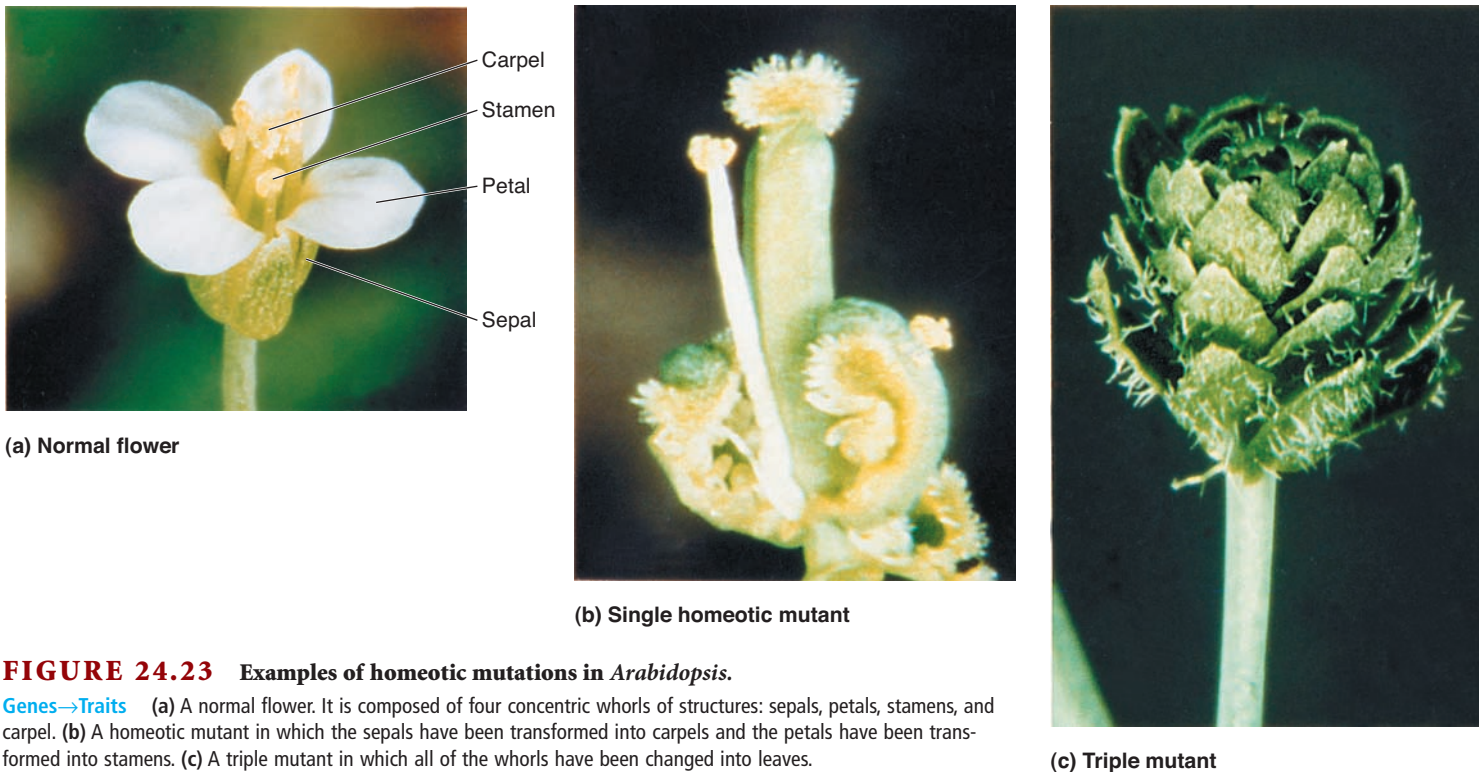 Carpel
Stamen
Petal
Sepal
(a) Normal flower
(b) Single homeotic mutant
(c) Triple mutant
FIGURE 24.23 Examples of homeotic mutations in Arabidopsis.
Genes→Traits (a) A normal flower. It is composed of four concentric whorls of structures: sepals, petals, stamens, and
carpel. (b) A homeotic mutant in which the sepals have been transformed into carpels and the petals have been trans-
formed into stamens. (c) A triple mutant in which all of the whorls have been changed into leaves.